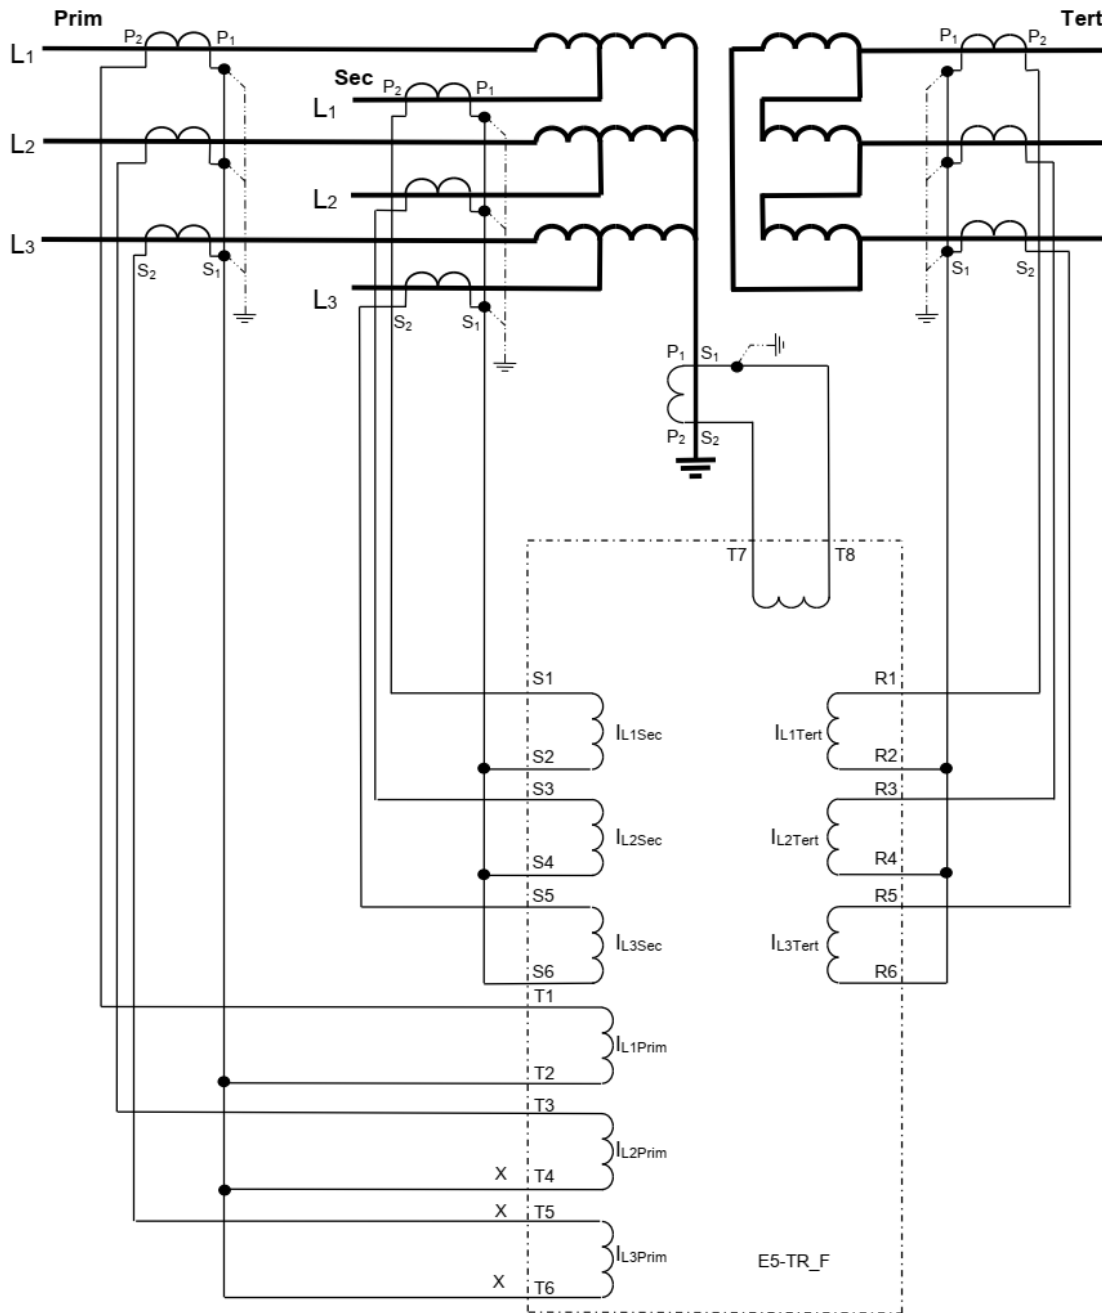 Prim
Tert
P2 P1
P1 P2
L1
Sec
P2 P1
L1
L2
L2
L3
S2 S1
S1 S2
L3
S2 S1
P1 S1
P2 S2
T7 T8
S1
R1
IL1Sec
IL1Tert
S2
R2
S3
R3
IL2Sec
IL2Tert
S4
R4
S5
R5
IL3Sec
IL3Tert
S6
R6
T1
IL1Prim
T2
T3
IL2Prim
X T4
X T5
IL3Prim
E5-TR_F
X T6